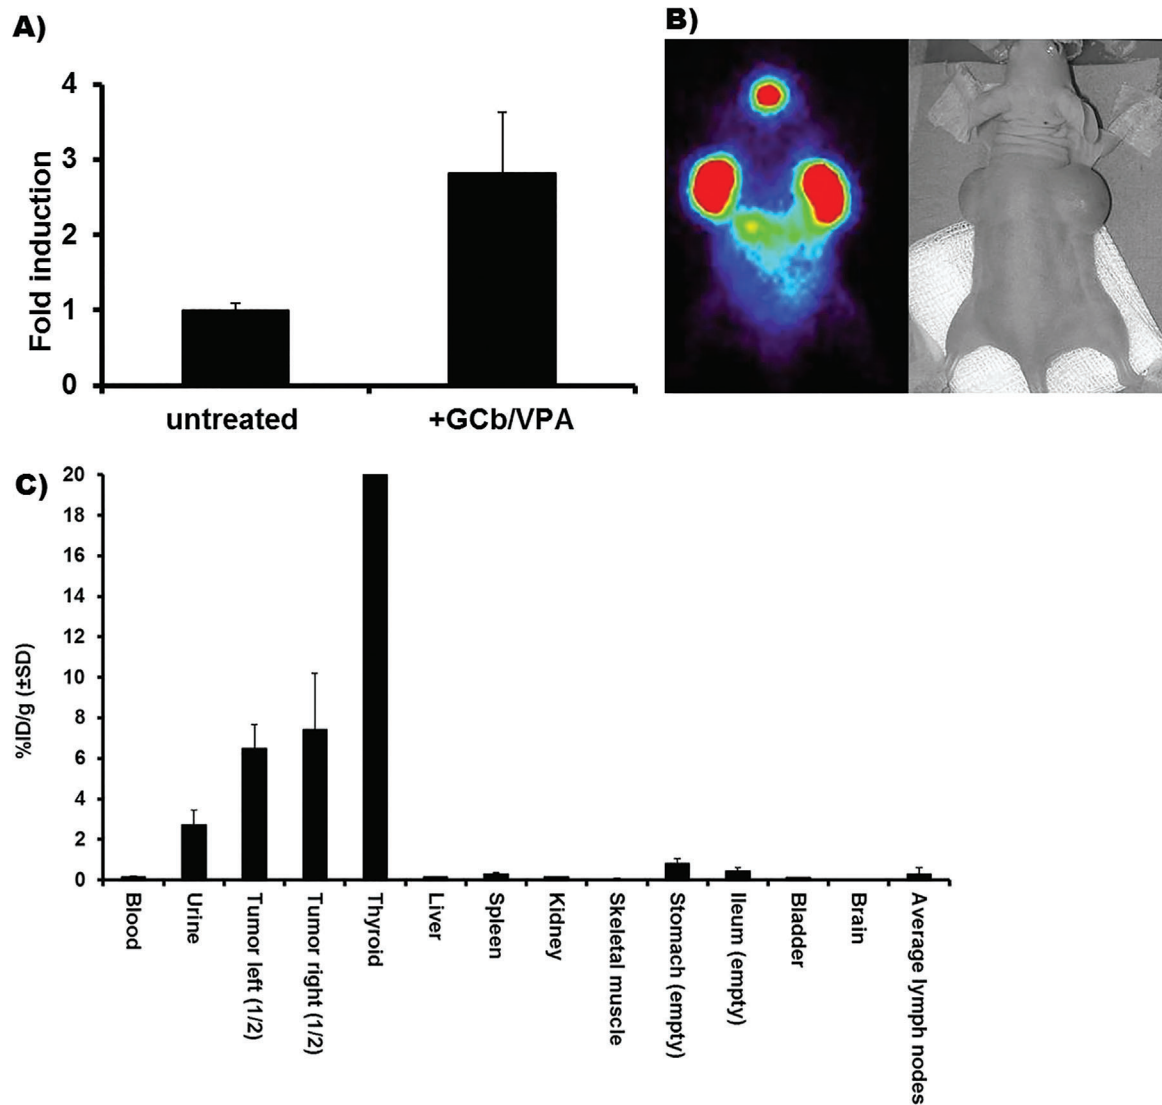 A)
4
3
2
1
0
Fold induction
untreated
+GCb/VPA
B)
C)
20
18
16
14
12
10
8
6
4
2
0
%ID/g (±SD)
Blood
Urine
Tumor left (1/2)
Tumor right (1/2)
Thyroid
Liver
Spleen
Kidney
Skeletal muscle
Stomach (empty)
Ileum (empty)
Bladder
Brain
Average lymph nodes